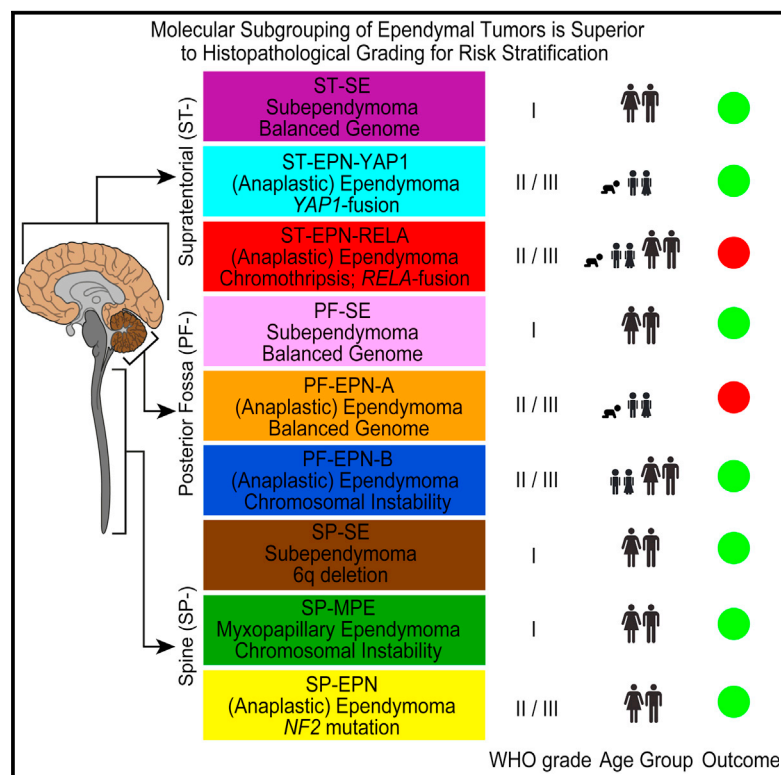 Molecular Subgrouping of Ependymal Tumors is Superior
to Histopathological Grading for Risk Stratification
Supratentorial (ST-)
ST-SE
Subependymoma
Balanced Genome
I
ST-EPN-YAP1
(Anaplastic) Ependymoma
YAP1-fusion
II / III
ST-EPN-RELA
(Anaplastic) Ependymoma
Chromothripsis; RELA-fusion
II / III
Posterior Fossa (PF-)
PF-SE
Subependymoma
Balanced Genome
I
PF-EPN-A
(Anaplastic) Ependymoma
Balanced Genome
II / III
PF-EPN-B
(Anaplastic) Ependymoma
Chromosomal Instability
II / III
Spine (SP-)
SP-SE
Subependymoma
6q deletion
I
SP-MPE
Myxopapillary Ependymoma
Chromosomal Instability
I
SP-EPN
(Anaplastic) Ependymoma
NF2 mutation
II / III
WHO grade Age Group Outcome